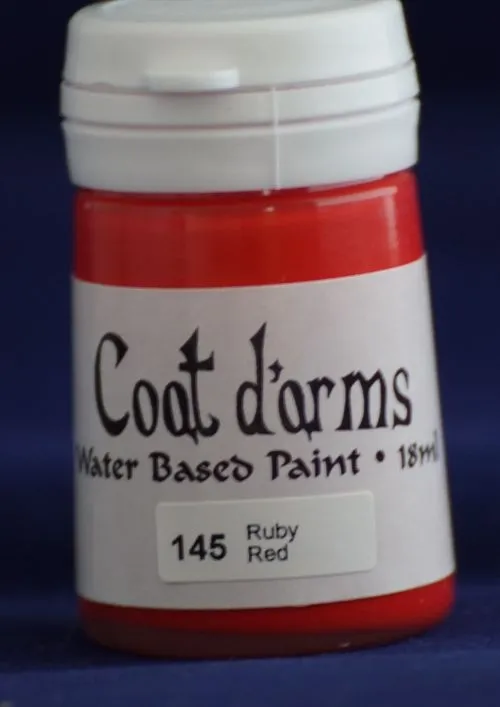 Coat d'arms
Water Based Paint • 18ml
145 Ruby
Red